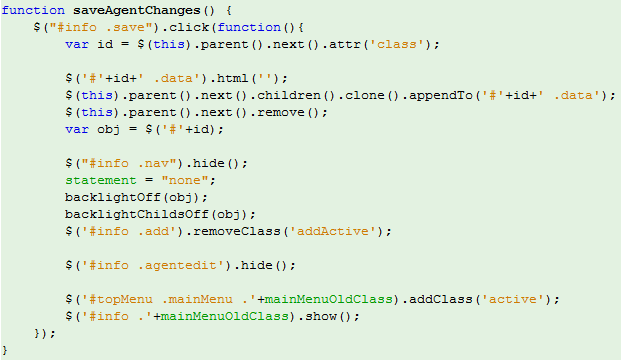 function saveAgentChanges() {
    $("#info .save").click(function(){
        var id = $(this).parent().next().attr('class');

        $('#'+id+' .data').html('');
        $(this).parent().next().children().clone().appendTo('#'+id+' .data');
        $(this).parent().next().remove();
        var obj = $('#'+id);

        $("#info .nav").hide();
        statement = "none";
        backlightOff(obj);
        backlightChildsOff(obj);
        $('#info .add').removeClass('addActive');

        $('#info .agentedit').hide();

        $('#topMenu .mainMenu .'+mainMenuOldClass).addClass('active');
        $('#info .'+mainMenuOldClass).show();
    });
}